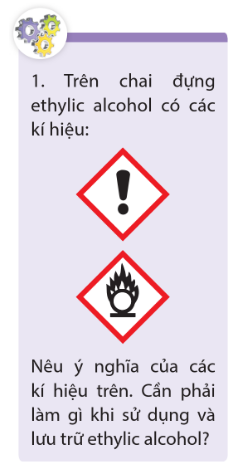 1. Trên chai đựng
ethylic alcohol có các
kí hiệu:
!
Nêu ý nghĩa của các
kí hiệu trên. Cần phải
làm gì khi sử dụng và
lưu trữ ethylic alcohol?